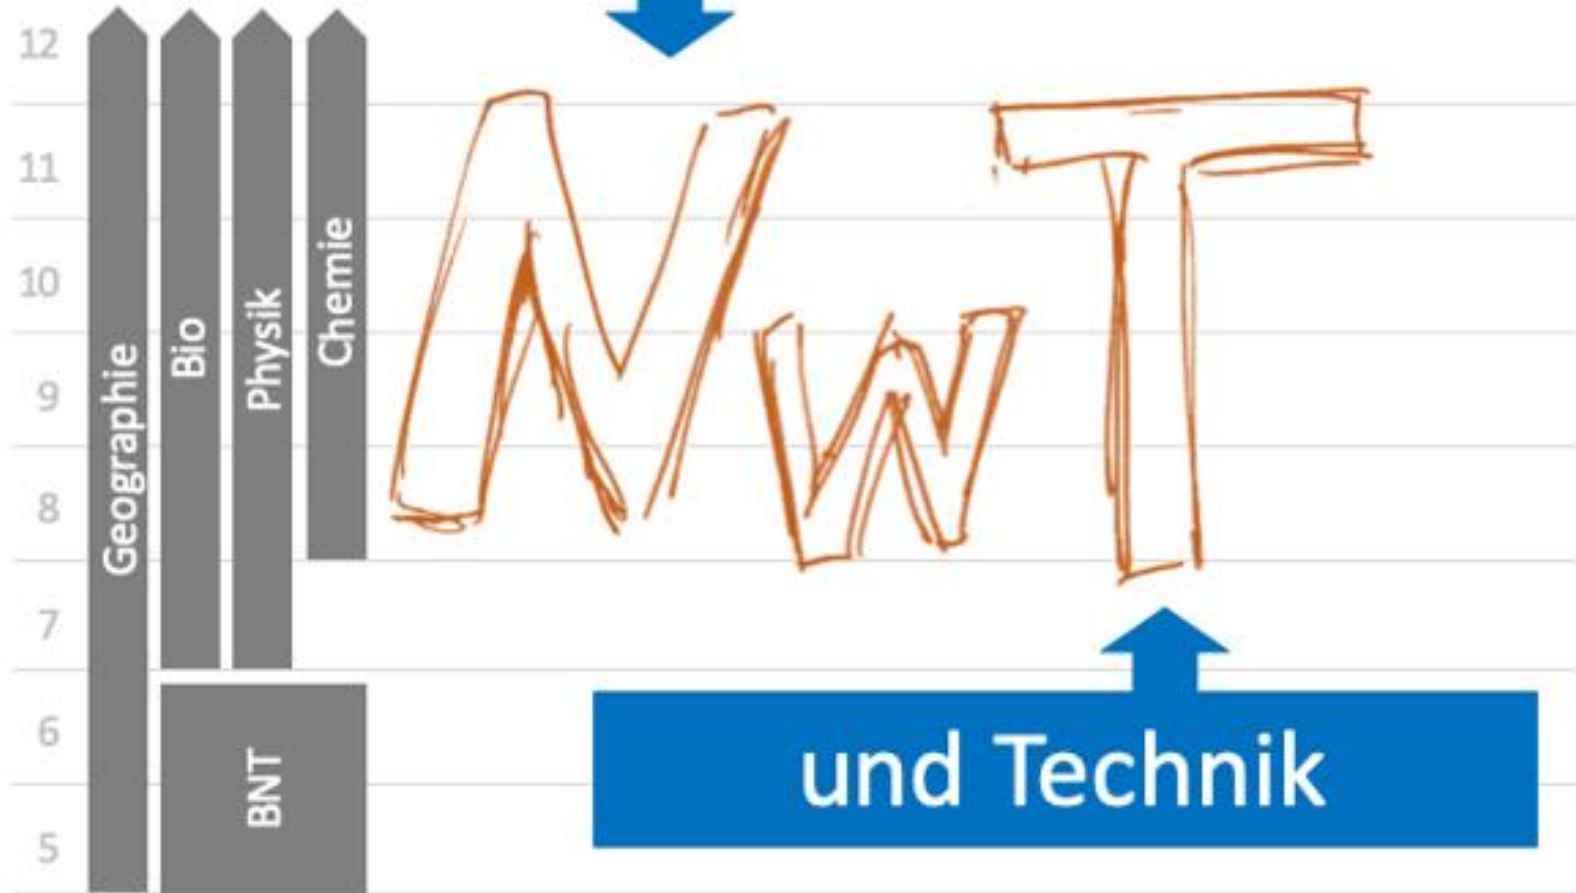 12
11
10
9
8
7
6
5
Geographie
Bio
Physik
Chemie
BNT
NwT
und Technik